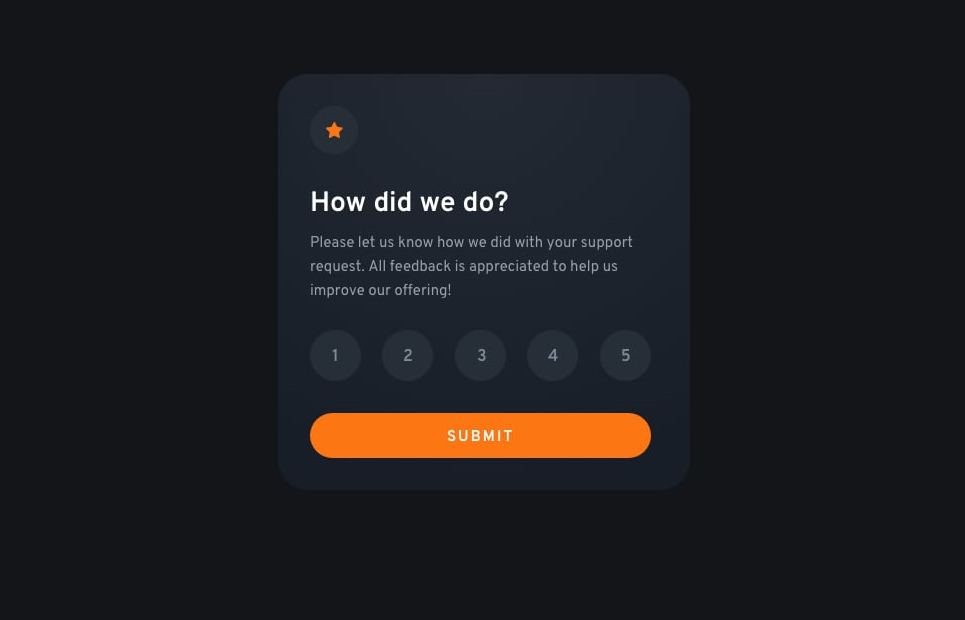 How did we do?
Please let us know how we did with your support
request. All feedback is appreciated to help us
improve our offering!
1 2 3 4 5
SUBMIT